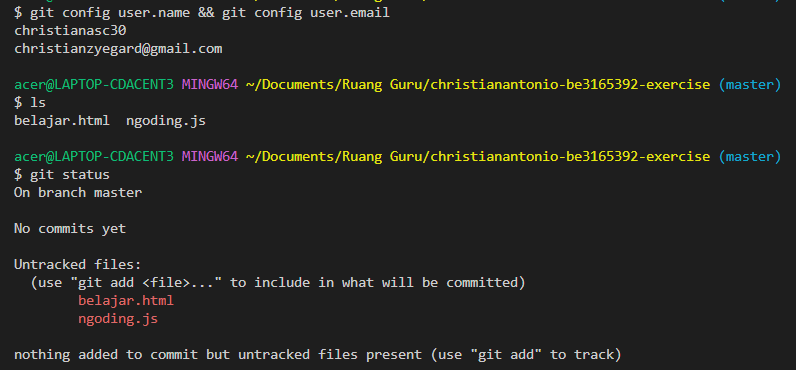 $ git config user.name && git config user.email
christianasc30
christianzyegard@gmail.com
acer@LAPTOP-CDACENT3 MINGW64 ~/Documents/Ruang Guru/christianantonio-be3165392-exercise (master)
$ ls
belajar.html  ngoding.js
acer@LAPTOP-CDACENT3 MINGW64 ~/Documents/Ruang Guru/christianantonio-be3165392-exercise (master)
$ git status
On branch master
No commits yet
Untracked files:
  (use "git add <file>..." to include in what will be committed)
        belajar.html
        ngoding.js
nothing added to commit but untracked files present (use "git add" to track)